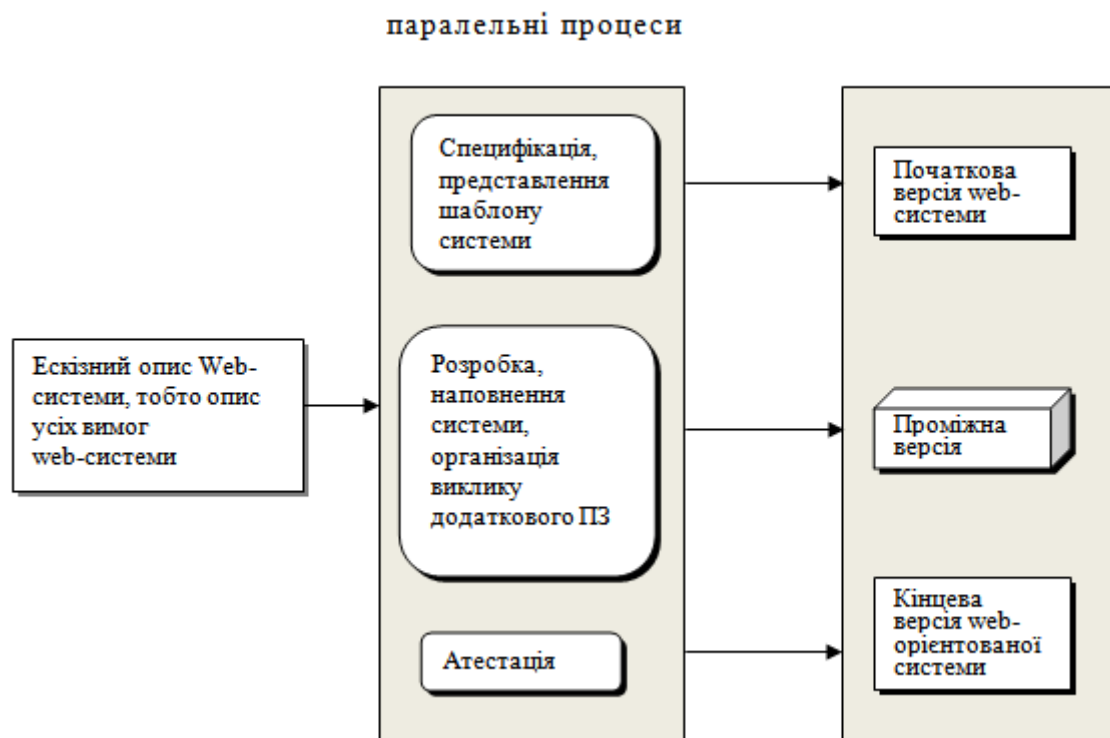 паралельні процеси
Ескізний опис Web-
системи, тобто опис
усіх вимог
web-системи
Специфікація,
представлення
шаблону
системи
Розробка,
наповнення
системи,
організація
виклику
додаткового ПЗ
Атестація
Початкова
версія web-
системи
Проміжна
версія
Кінцева
версія web-
орієнтованої
системи